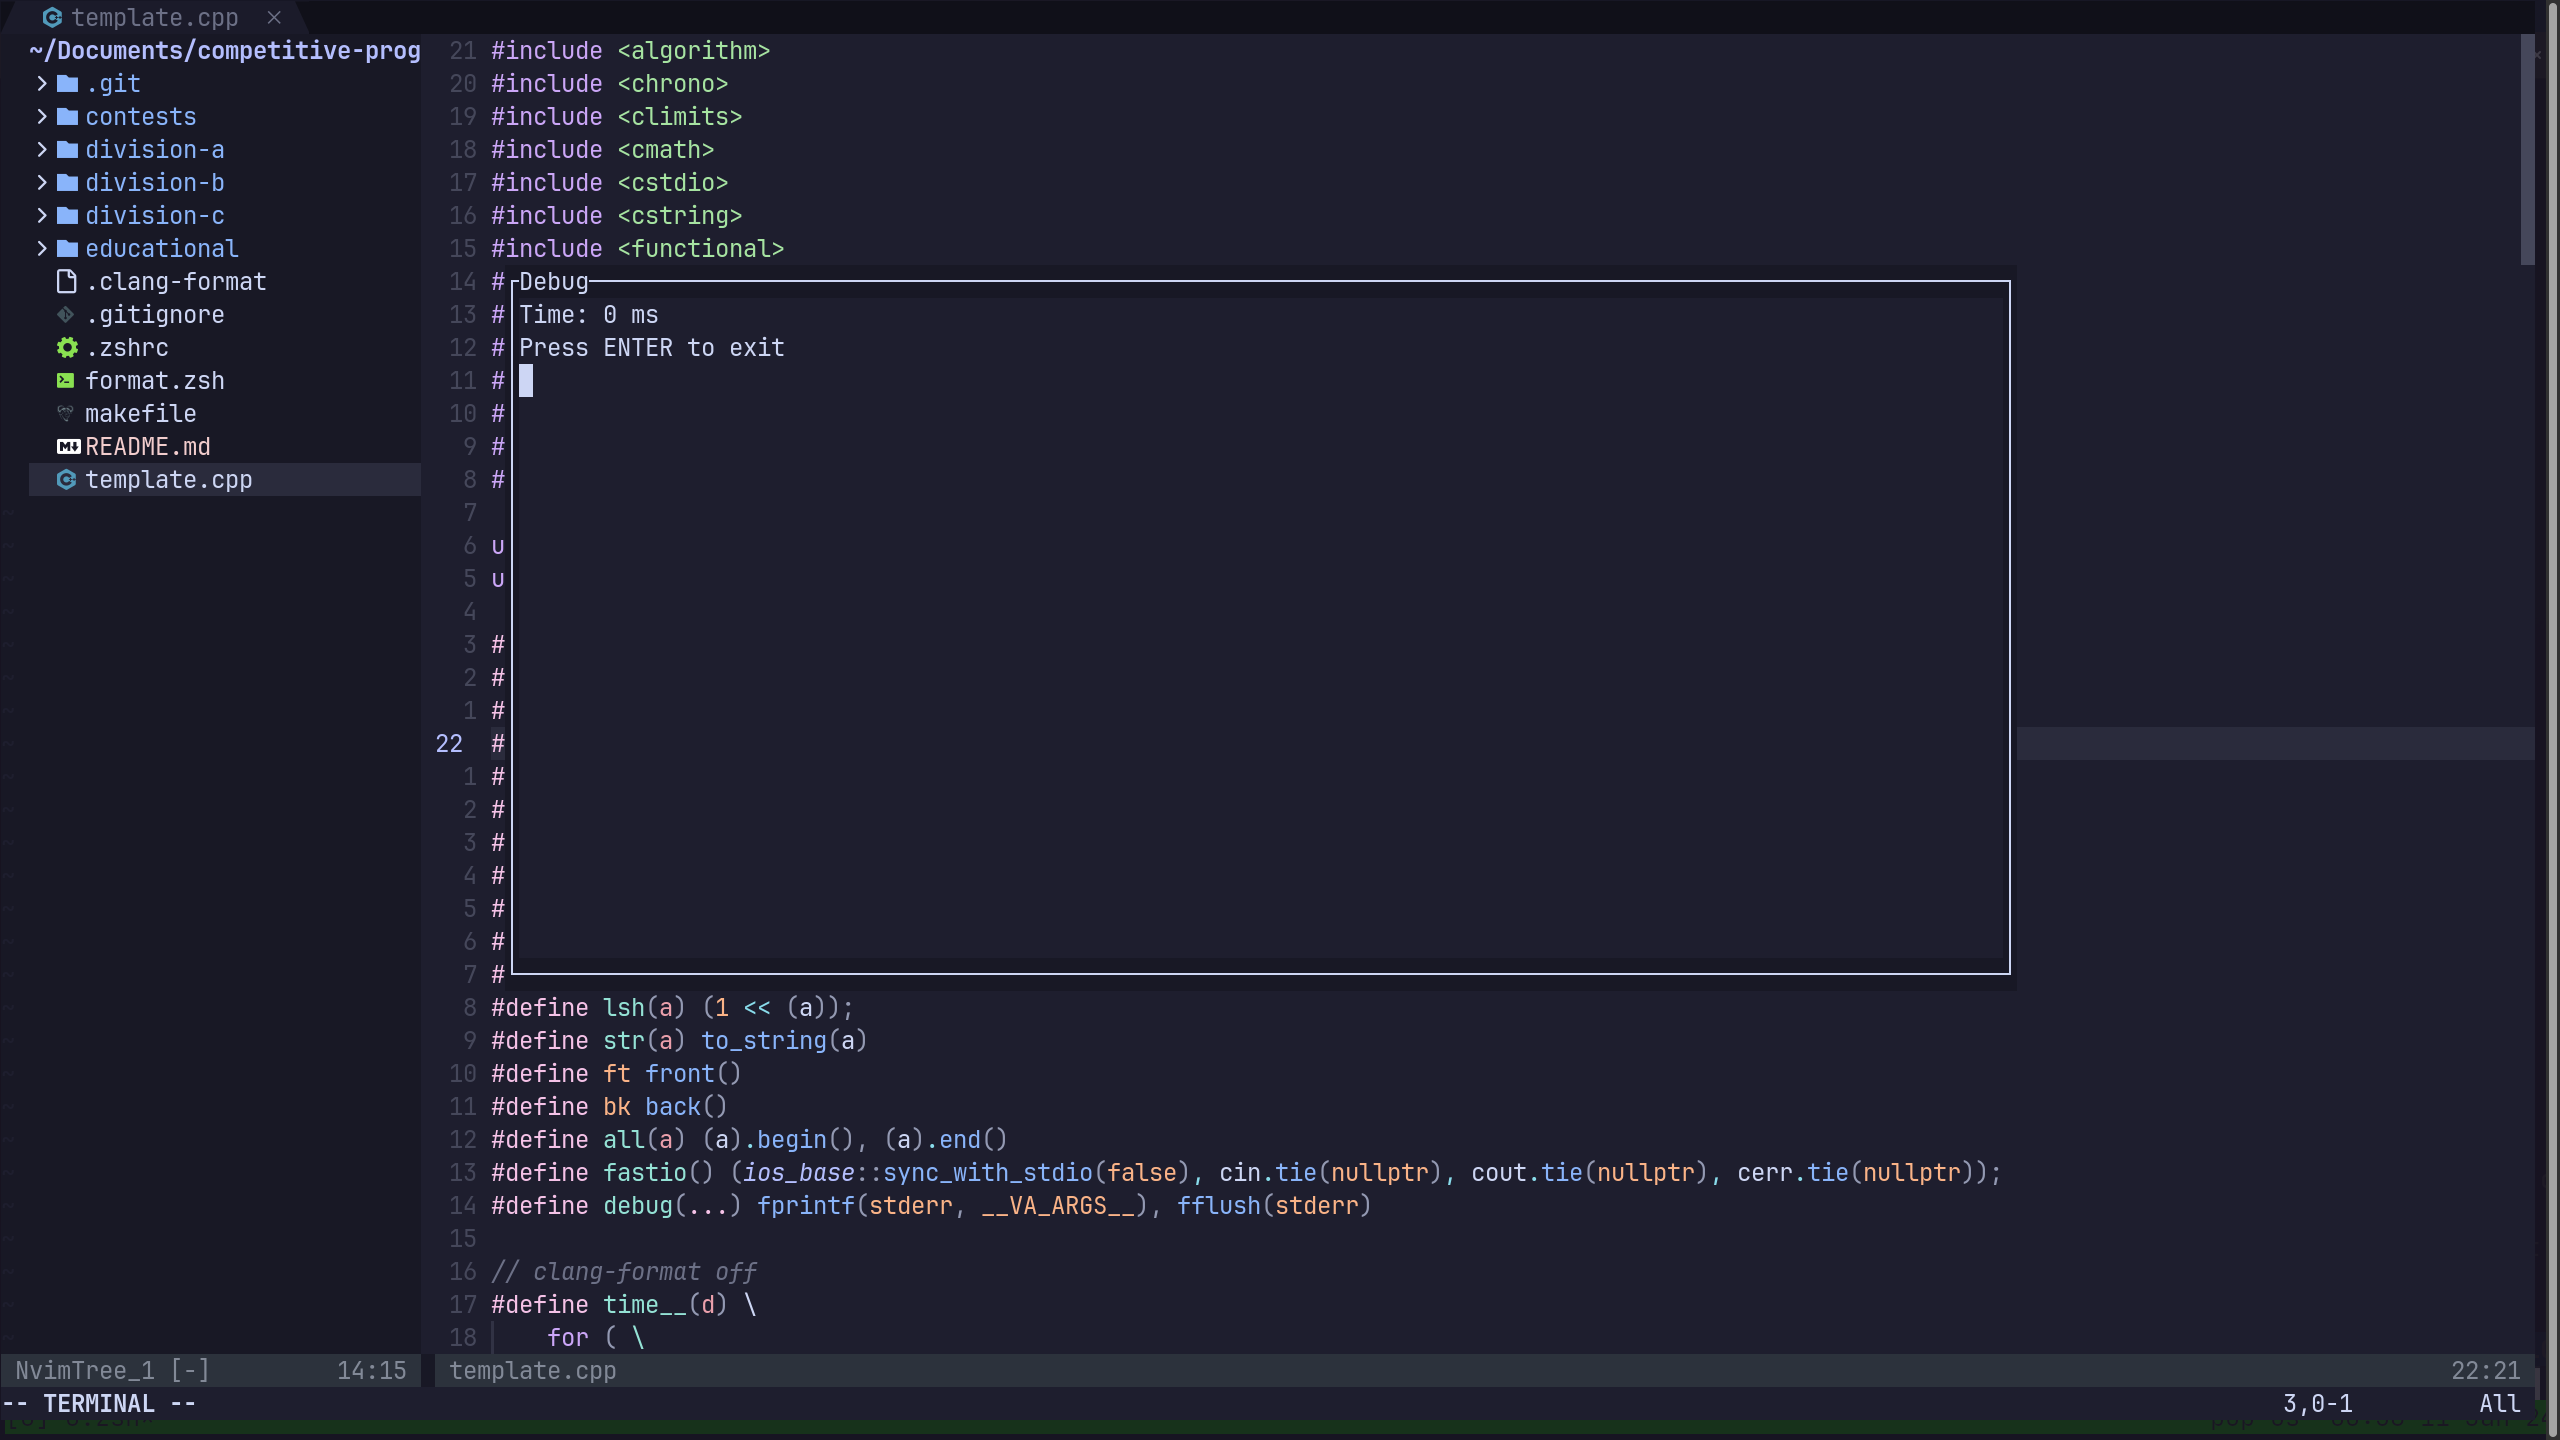 template.cpp ×
~/Documents/competitive-prog
.git
contests
division-a
division-b
division-c
educational
.clang-format
.gitignore
.zshrc
format.zsh
makefile
README.md
template.cpp
21 #include <algorithm>
20 #include <chrono>
19 #include <climits>
18 #include <cmath>
17 #include <cstdio>
16 #include <cstring>
15 #include <functional>
14 #
13 #
12 #
11 #
10 #
9 #
8 #
7
6 u
5 u
4
3 #
2 #
1 #
22 #
1 #
2 #
3 #
4 #
5 #
6 #
7 #
Debug
Time: 0 ms
Press ENTER to exit
8 #define lsh(a) (1 << (a));
9 #define str(a) to_string(a)
10 #define ft front()
11 #define bk back()
12 #define all(a) (a).begin(), (a).end()
13 #define fastio() (ios_base::sync_with_stdio(false), cin.tie(nullptr), cout.tie(nullptr), cerr.tie(nullptr));
14 #define debug(...) fprintf(stderr, __VA_ARGS__), fflush(stderr)
15
16 // clang-format off
17 #define time__(d) \
18 for ( \
NvimTree_1 [-] 14:15
template.cpp 22:21
-- TERMINAL -- 3,0-1 All